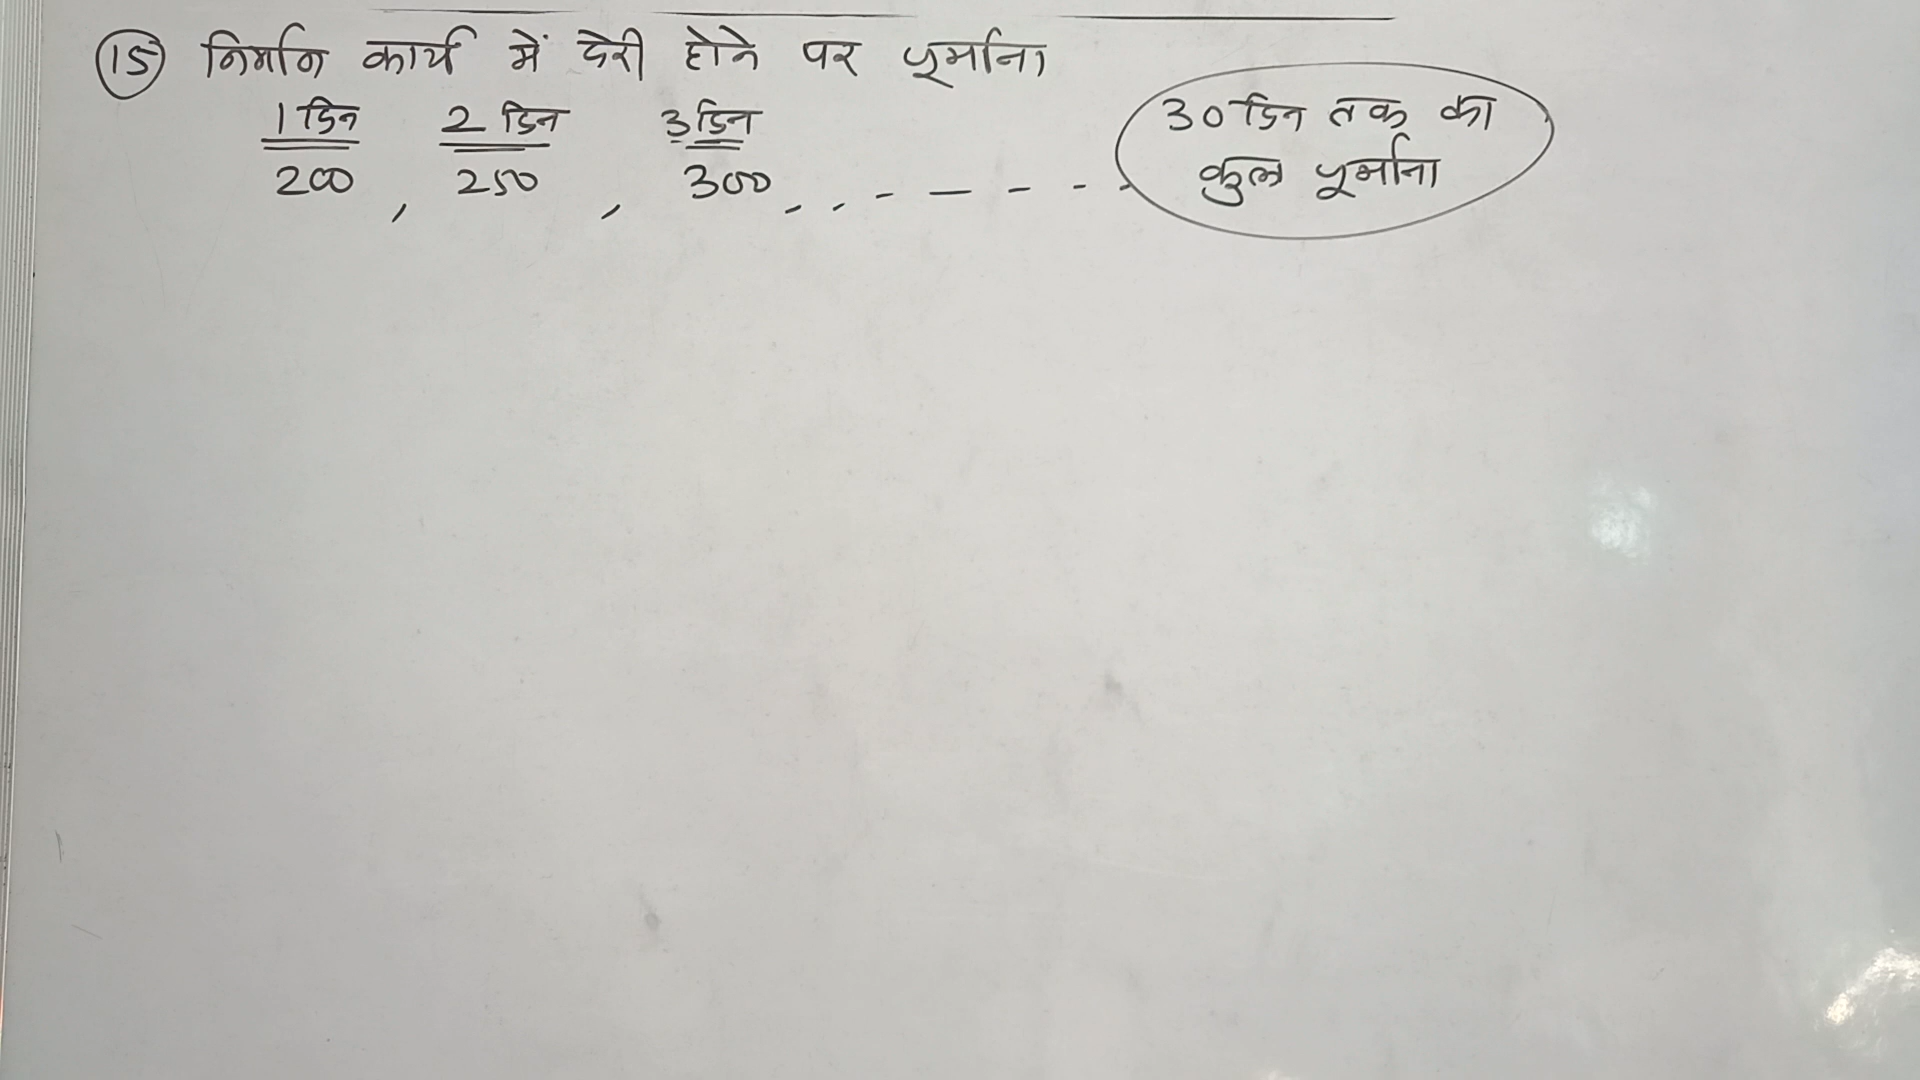 15 निर्माण कार्य में देरी होने पर जूर्माना
1 दिन 2 दिन 3 दिन
200 , 250 , 300 , . . - - - - -
30 दिन तक का
कुल जूर्माना